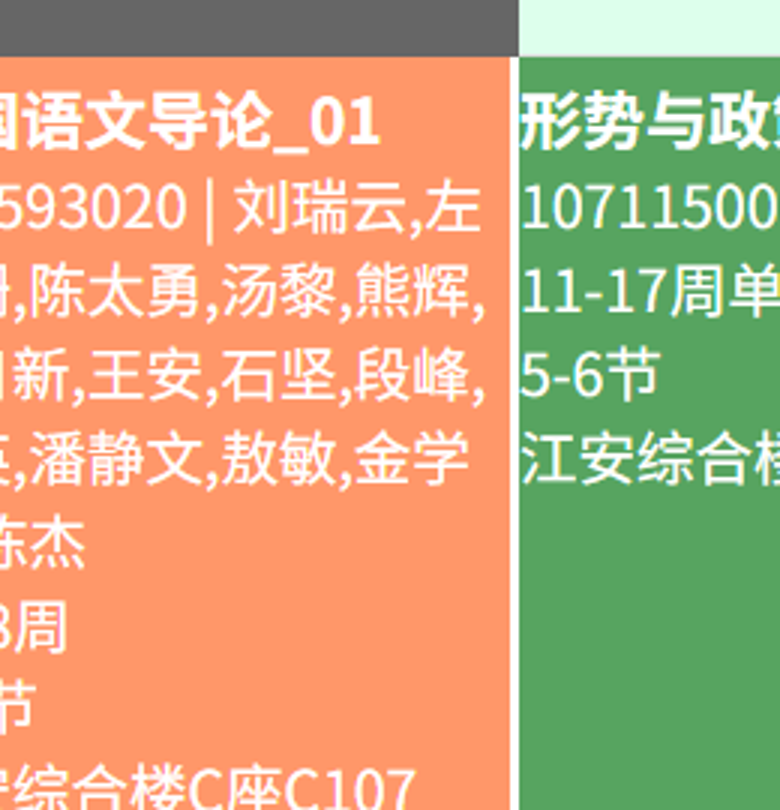 语文导论_01
593020 | 刘瑞云,左
,陈太勇,汤黎,熊辉,
新,王安,石坚,段峰,
,潘静文,敖敏,金学
陈杰
8周
节
综合楼C座C107
形势与政
10711500
11-17周单
5-6节
江安综合楼